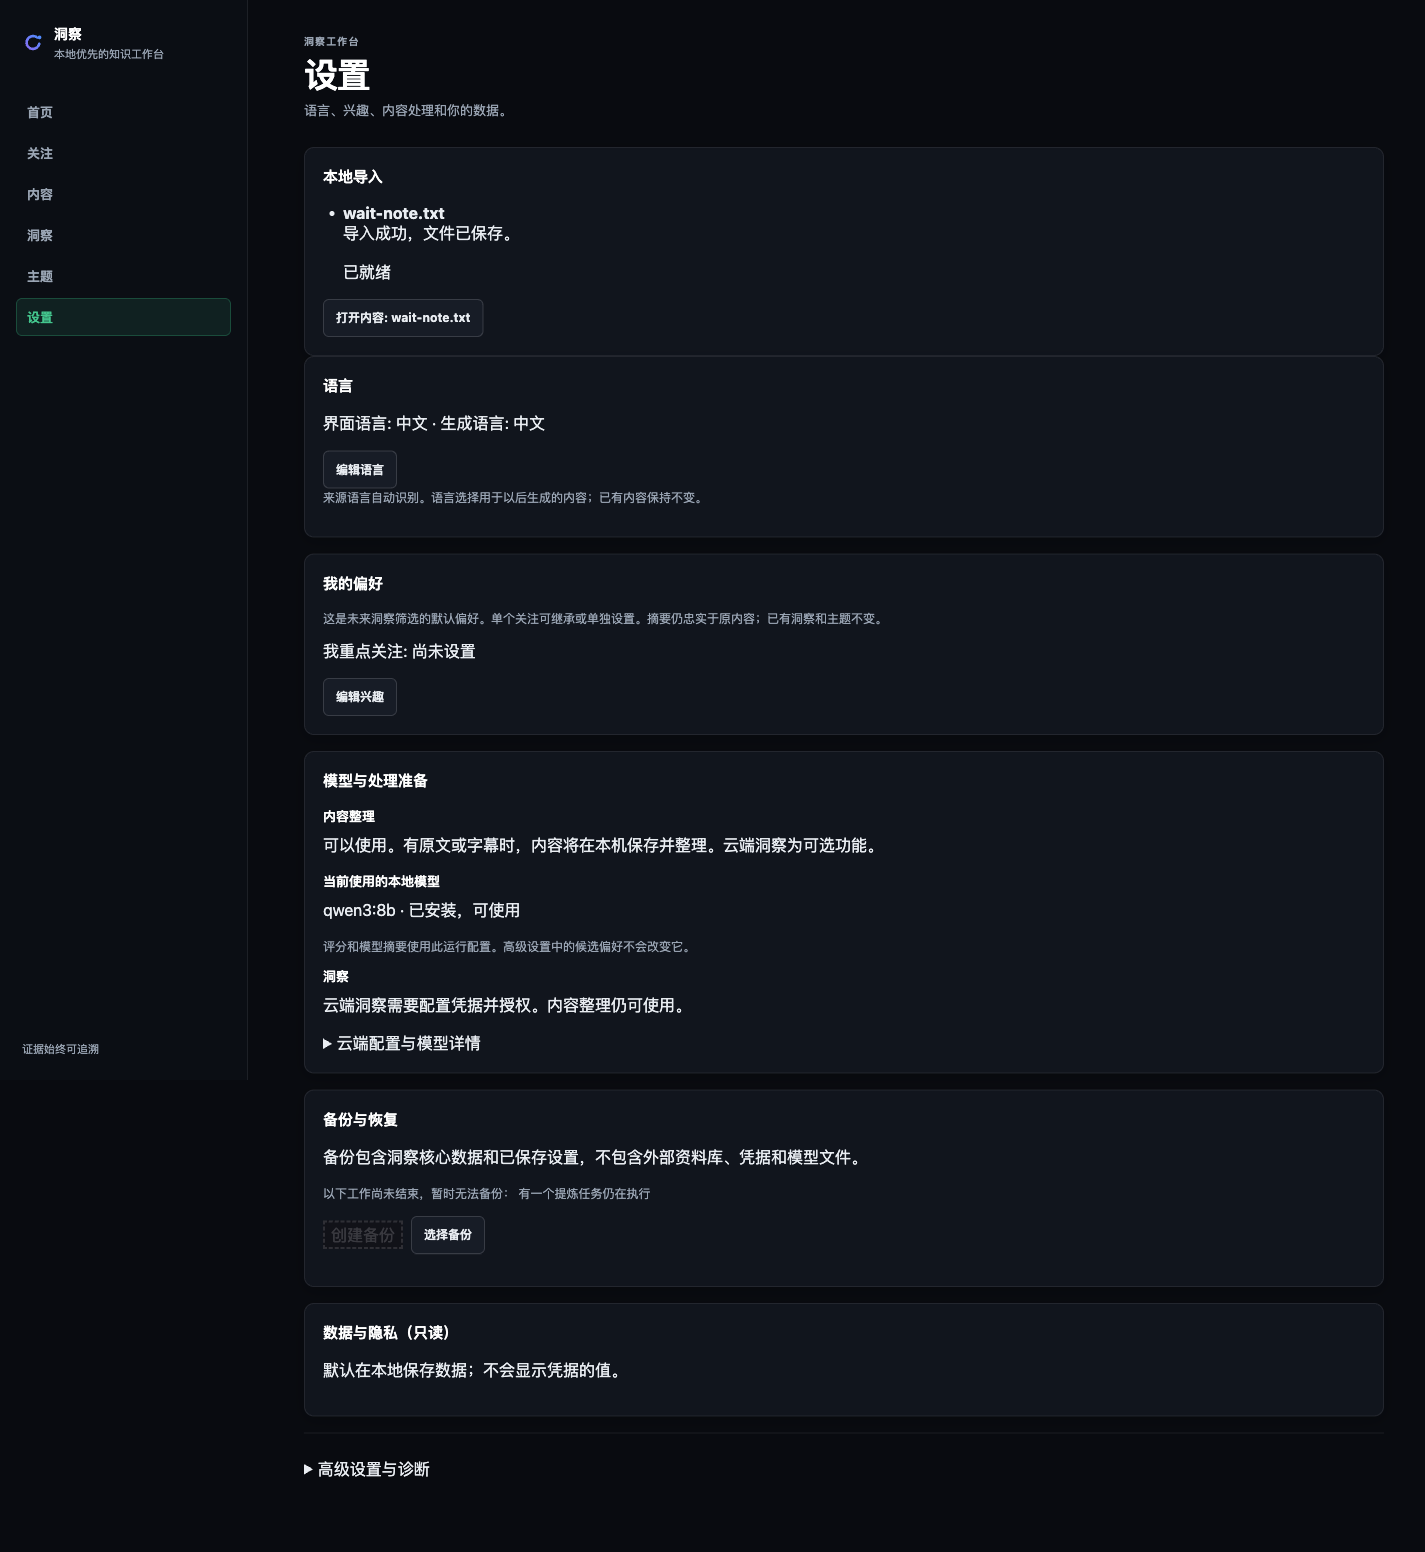 洞察
本地优先的知识工作台
首页
关注
内容
洞察
主题
设置
证据始终可追溯
洞察工作台
设置
语言、兴趣、内容处理和你的数据。
本地导入
• wait-note.txt
导入成功，文件已保存。
已就绪
打开内容: wait-note.txt
语言
界面语言: 中文 · 生成语言: 中文
编辑语言
来源语言自动识别。语言选择用于以后生成的内容；已有内容保持不变。
我的偏好
这是未来洞察筛选的默认偏好。单个关注可继承或单独设置。摘要仍忠实于原内容；已有洞察和主题不变。
我重点关注: 尚未设置
编辑兴趣
模型与处理准备
内容整理
可以使用。有原文或字幕时，内容将在本机保存并整理。云端洞察为可选功能。
当前使用的本地模型
qwen3:8b · 已安装，可使用
评分和模型摘要使用此运行配置。高级设置中的候选偏好不会改变它。
洞察
云端洞察需要配置凭据并授权。内容整理仍可使用。
▶ 云端配置与模型详情
备份与恢复
备份包含洞察核心数据和已保存设置，不包含外部资料库、凭据和模型文件。
以下工作尚未结束，暂时无法备份： 有一个提炼任务仍在执行
创建备份 选择备份
数据与隐私（只读）
默认在本地保存数据；不会显示凭据的值。
▶ 高级设置与诊断